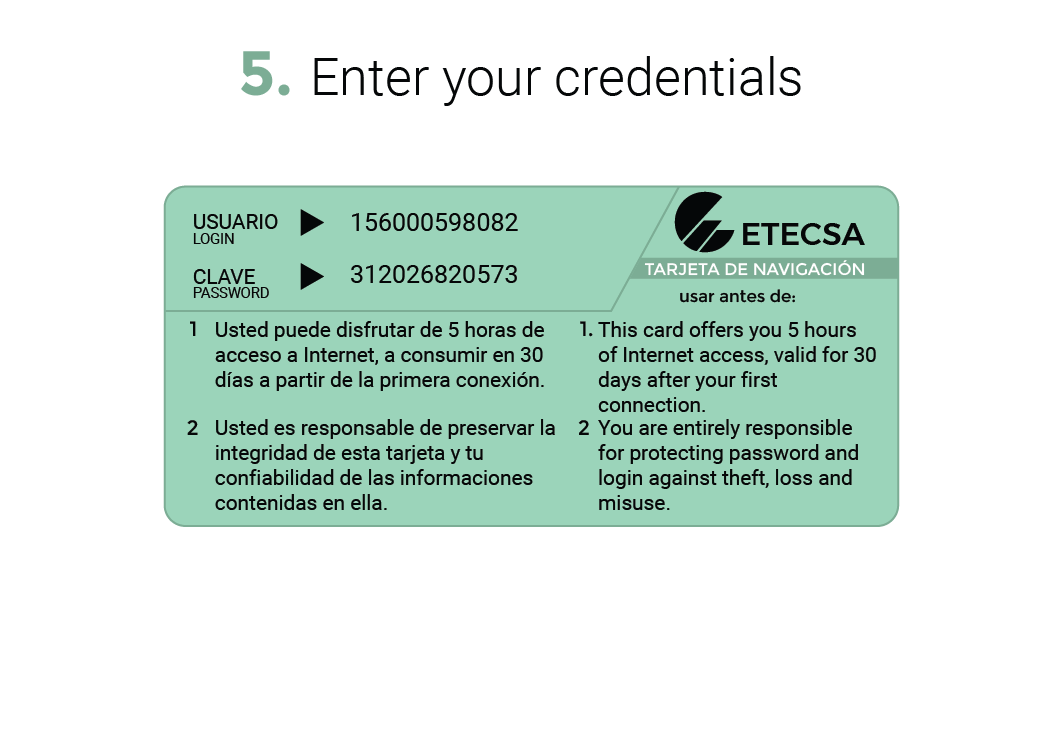 5. Enter your credentials
USUARIO
LOGIN
156000598082
CLAVE
PASSWORD
312026820573
ETECSA
TARJETA DE NAVIGACIÓN
usar antes de:
1 Usted puede disfrutar de 5 horas de
acceso a Internet, a consumir en 30
días a partir de la primera conexión.
2 Usted es responsable de preservar la
integridad de esta tarjeta y tu
confiabilidad de las informaciones
contenidas en ella.
1. This card offers you 5 hours
of Internet access, valid for 30
days after your first
connection.
2 You are entirely responsible
for protecting password and
login against theft, loss and
misuse.